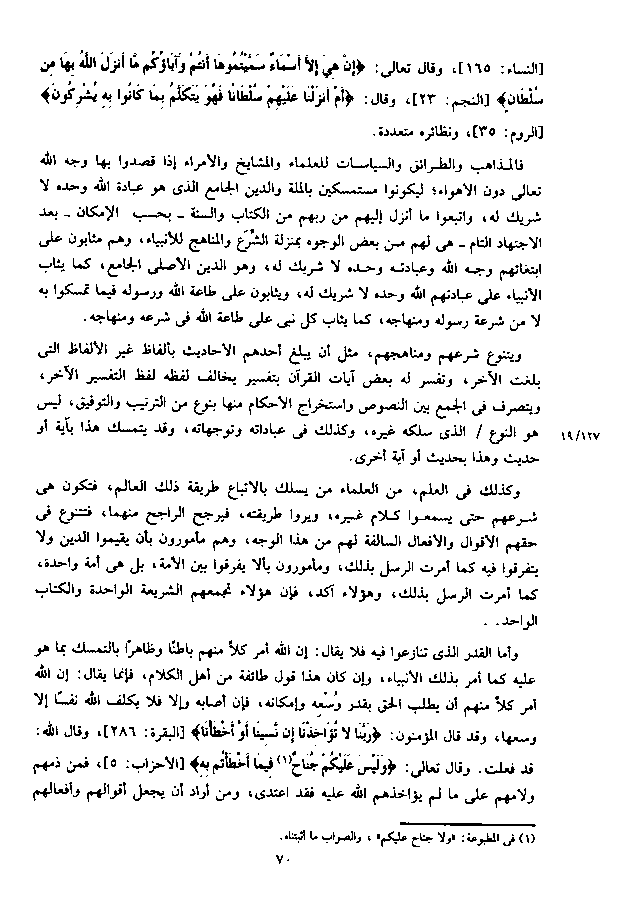 [النساء: ١٦٥]، وقال تعالى: ﴿إِنْ هِيَ إِلاَّ أَسْمَاءٌ سَمَّيْتُمُوهَا أَنتُمْ وَآبَاؤُكُم مَّا أَنزَلَ اللَّهُ بِهَا مِن
سُلْطَانٍ﴾ [النجم: ٢٣]، وقال: ﴿أَمْ أَنزَلْنَا عَلَيْهِمْ سُلْطَانًا فَهُوَ يَتَكَلَّمُ بِمَا كَانُوا بِهِ يُشْرِكُونَ﴾
[الروم: ٣٥]، ونظائره متعددة.
فالمذاهب والطرائق والسياسات للعلماء والمشايخ والأمراء إذا قصدوا بها وجه الله
تعالى دون الأهواء؛ ليكونوا مستمسكين بالملة والدين الجامع الذى هو عبادة الله وحده لا
شريك له، واتبعوا ما أنزل إليهم من ربهم من الكتاب والسنة ـ بحسب الإمكان ـ بعد
الاجتهاد التام ـ هى لهم من بعض الوجوه بمنزلة الشَّرْع والمناهج للأنبياء، وهم مثابون على
ابتغائهم وجه الله وعبادته وحده لا شريك له، وهو الدين الأصلى الجامع، كما يثاب
الأنبياء على عبادتهم الله وحده لا شريك له، ويثابون على طاعة الله ورسوله فيما تمسكوا به
لا من شرعة رسوله ومنهاجه، كما يثاب كل نبى على طاعة الله فى شرعه ومنهاجه.
ويتنوع شرعهم ومناهجهم، مثل أن يبلغ أحدهم الأحاديث بألفاظ غير الألفاظ التى
بلغت الآخر، وتفسر له بعض آيات القرآن بتفسير يخالف لفظه لفظ التفسير الآخر،
ويتصرف فى الجمع بين النصوص واستخراج الأحكام منها بنوع من الترتيب والتوفيق، ليس
هو النوع / الذى سلكه غيره، وكذلك فى عباداته وتوجهاته، وقد يتمسك هذا بآية أو
١٩/١٢٧
حديث وهذا بحديث أو آية أخرى.
وكذلك فى العلم، من العلماء من يسلك بالاتباع طريقة ذلك العالم، فتكون هى
شرعهم حتى يسمعوا كلام غيره، ويروا طريقته، فيرجح الراجح منهما، فتتنوع فى
حقهم الأقوال والأفعال السالفة لهم من هذا الوجه، وهم مأمورون بأن يقيموا الدين ولا
يتفرقوا فيه كما أمرت الرسل بذلك، ومأمورون بألا يفرقوا بين الأمة، بل هى أمة واحدة،
كما أمرت الرسل بذلك، وهؤلاء آكد، فإن هؤلاء تجمعهم الشريعة الواحدة والكتاب
الواحد. .
وأما القدر الذى تنازعوا فيه فلا يقال: إن الله أمر كلاً منهم باطنًا وظاهرًا بالتمسك بما هو
عليه كما أمر بذلك الأنبياء، وإن كان هذا قول طائفة من أهل الكلام، فإنما يقال: إن الله
أمر كلاً منهم أن يطلب الحق بقدر وُسْعِه وإمكانه، فإن أصابه وإلا فلا يكلف الله نفسًا إلا
وسعها، وقد قال المؤمنون: ﴿رَبَّنَا لا تُؤَاخِذْنَا إِن نَّسِينَا أَوْ أَخْطَأْنَا﴾ [البقرة: ٢٨٦]، وقال الله:
قد فعلت. وقال تعالى: ﴿وَلَيْسَ عَلَيْكُمْ جُنَاحٌ(١) فِيمَا أَخْطَأْتُم بِهِ﴾ [الأحزاب: ٥]، فمن ذمهم
ولامهم على ما لم يؤاخذهم الله عليه فقد اعتدى، ومن أراد أن يجعل أقوالهم وأفعالهم
(١) فى المطبوعة: «ولا جناح عليكم» ، والصواب ما أثبتناه.
٧٠